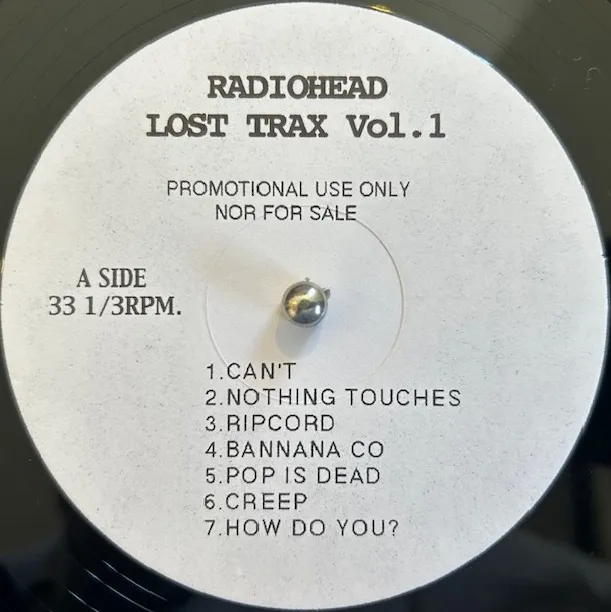 RADIOHEAD
LOST TRAX Vol.1
PROMOTIONAL USE ONLY
NOR FOR SALE
A SIDE
33 1/3RPM.
1.CAN'T
2.NOTHING TOUCHES
3.RIPCORD
4.BANNANA CO
5.POP IS DEAD
6.CREEP
7.HOW DO YOU?